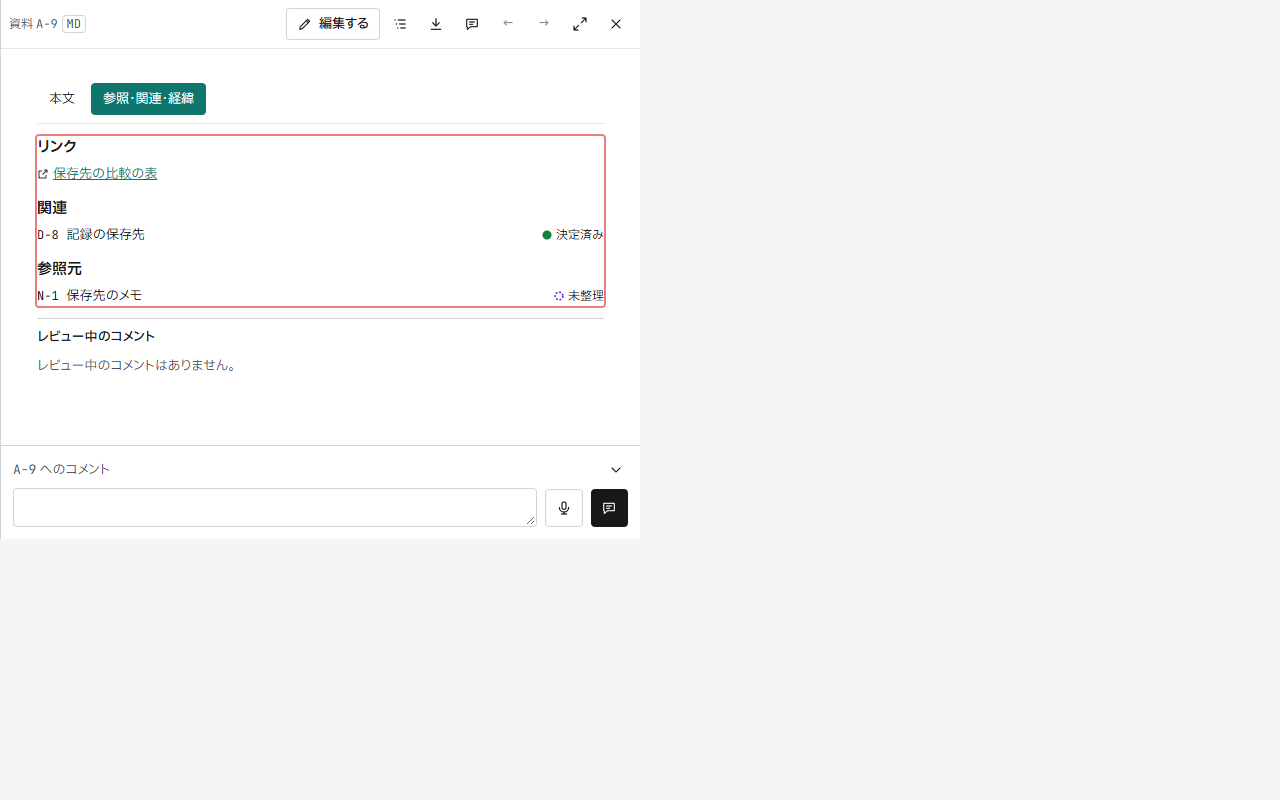 資料 A-9 MD 編集する
本文 参照・関連・経緯
リンク
保存先の比較の表
関連
D-8 記録の保存先 決定済み
参照元
N-1 保存先のメモ 未整理
レビュー中のコメント
レビュー中のコメントはありません。
A-9 へのコメント